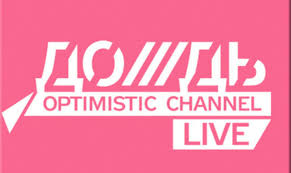 ДОЖДЬ
OPTIMISTIC CHANNEL
LIVE